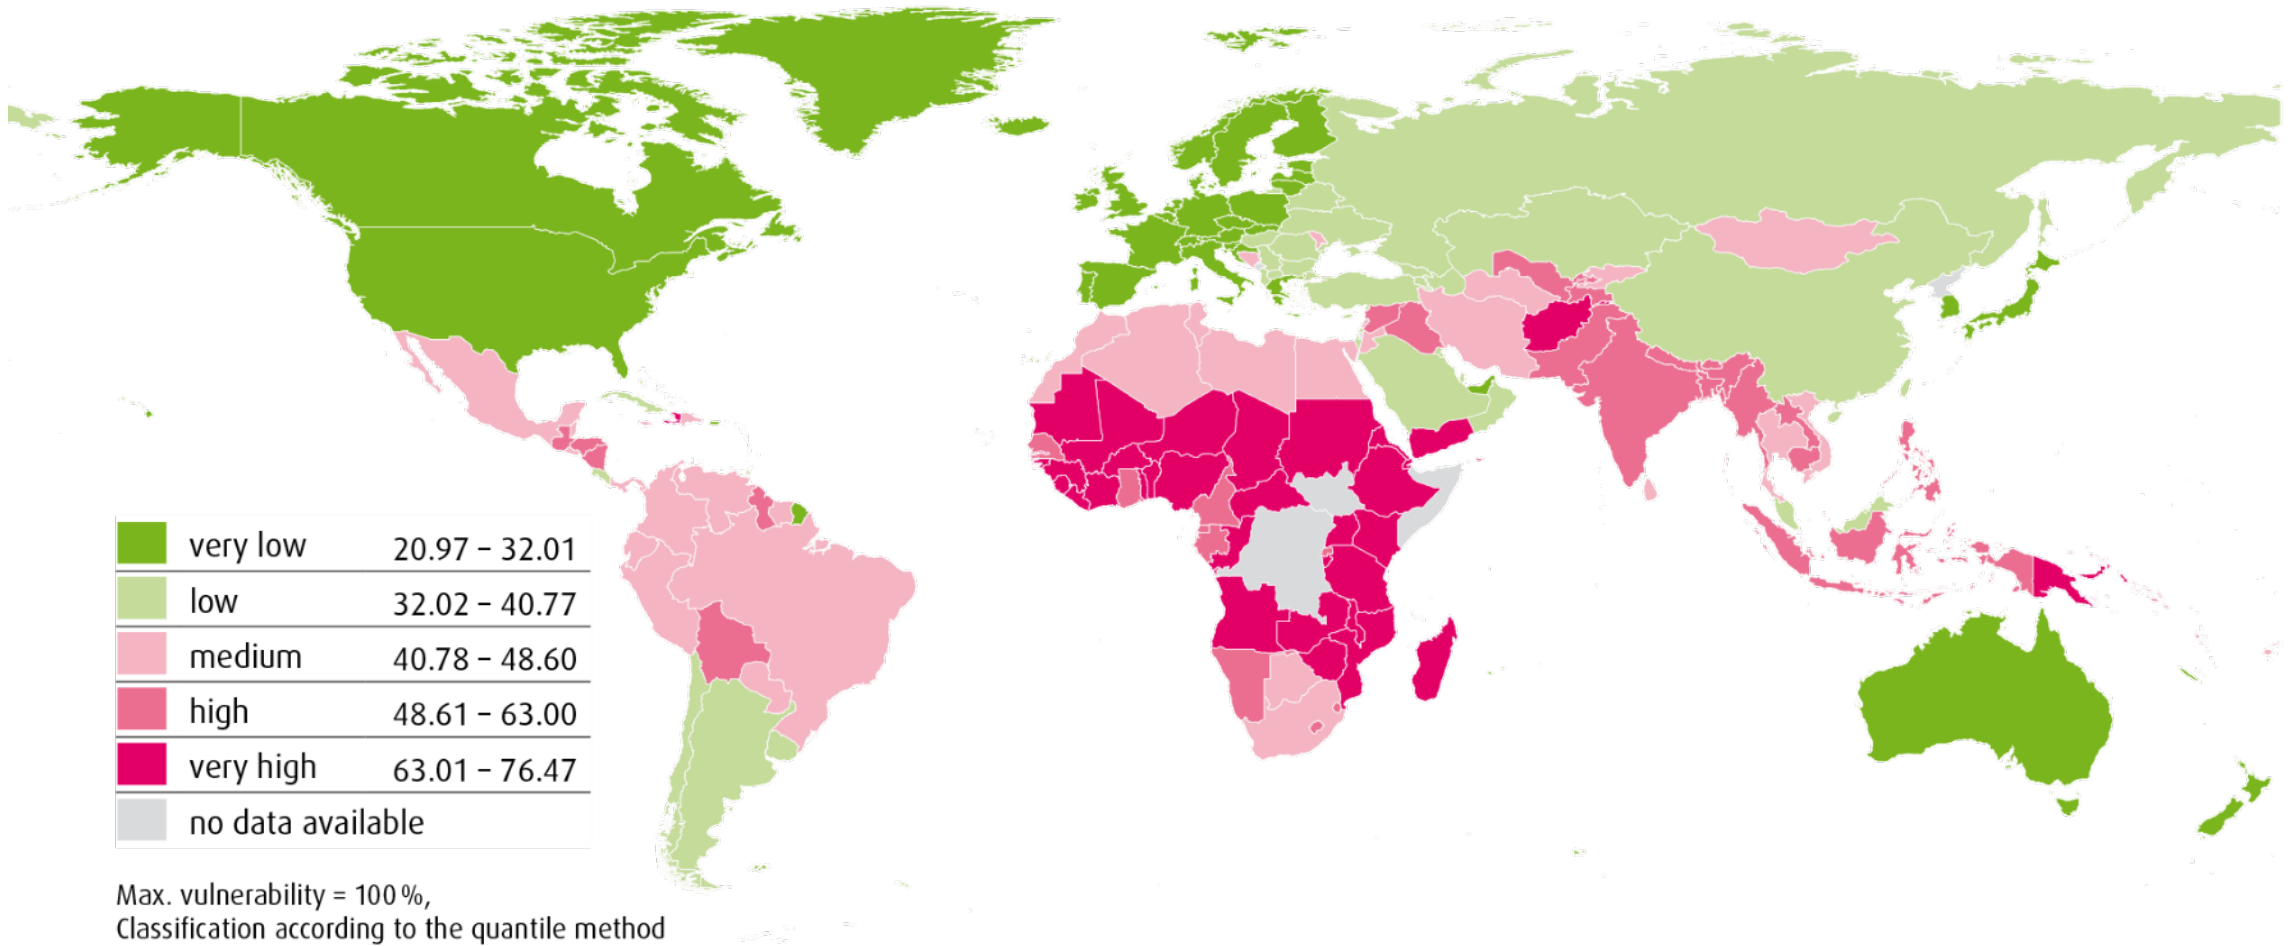 very low 20.97 – 32.01
low 32.02 – 40.77
medium 40.78 – 48.60
high 48.61 – 63.00
very high 63.01 – 76.47
no data available
Max. vulnerability = 100 %,
Classification according to the quantile method